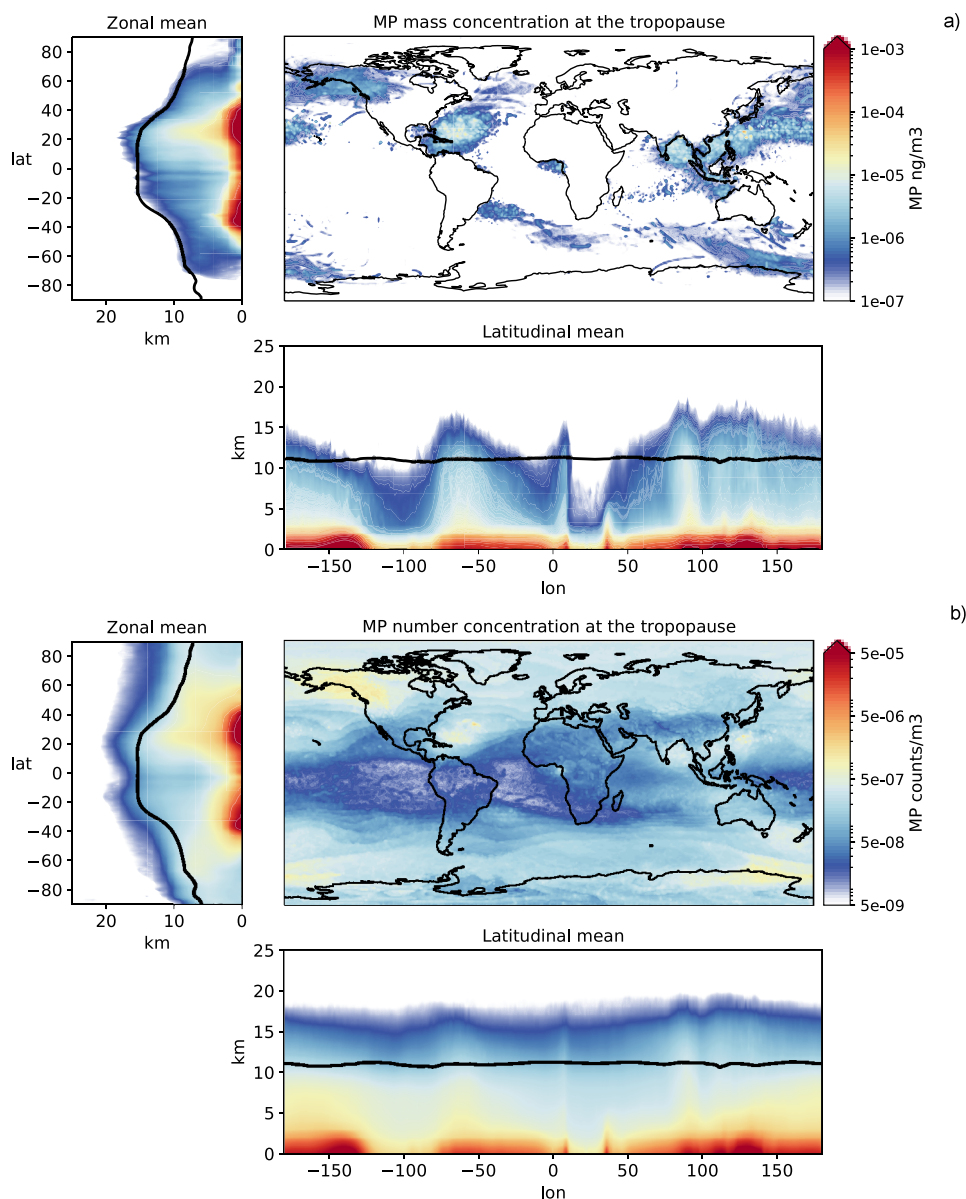 a)
Zonal mean
MP mass concentration at the tropopause
80
60
40
20
lat
0
−20
−40
−60
−80
20
10
0
km
1e-03
1e-04
1e-05
1e-06
1e-07
MP ng/m3
Latitudinal mean
25
20
15
10
5
0
km
−150
−100
−50
0
50
100
150
lon
b)
Zonal mean
MP number concentration at the tropopause
80
60
40
20
lat
0
−20
−40
−60
−80
20
10
0
km
5e-05
5e-06
5e-07
5e-08
5e-09
MP counts/m3
Latitudinal mean
25
20
15
10
5
0
km
−150
−100
−50
0
50
100
150
lon